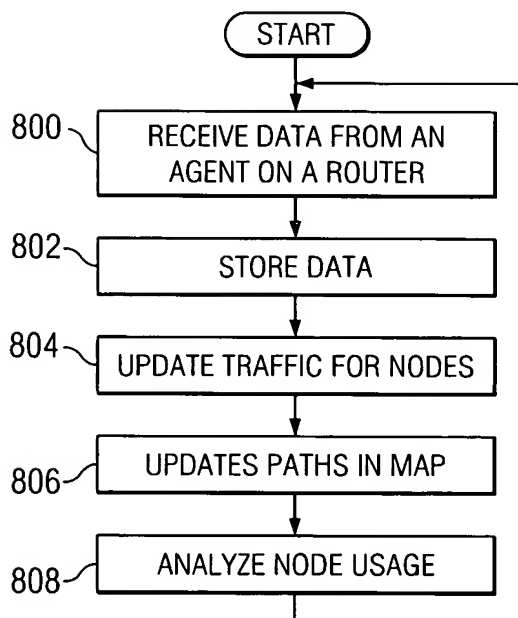 START
800
RECEIVE DATA FROM AN
AGENT ON A ROUTER
802
STORE DATA
804
UPDATE TRAFFIC FOR NODES
806
UPDATES PATHS IN MAP
808
ANALYZE NODE USAGE